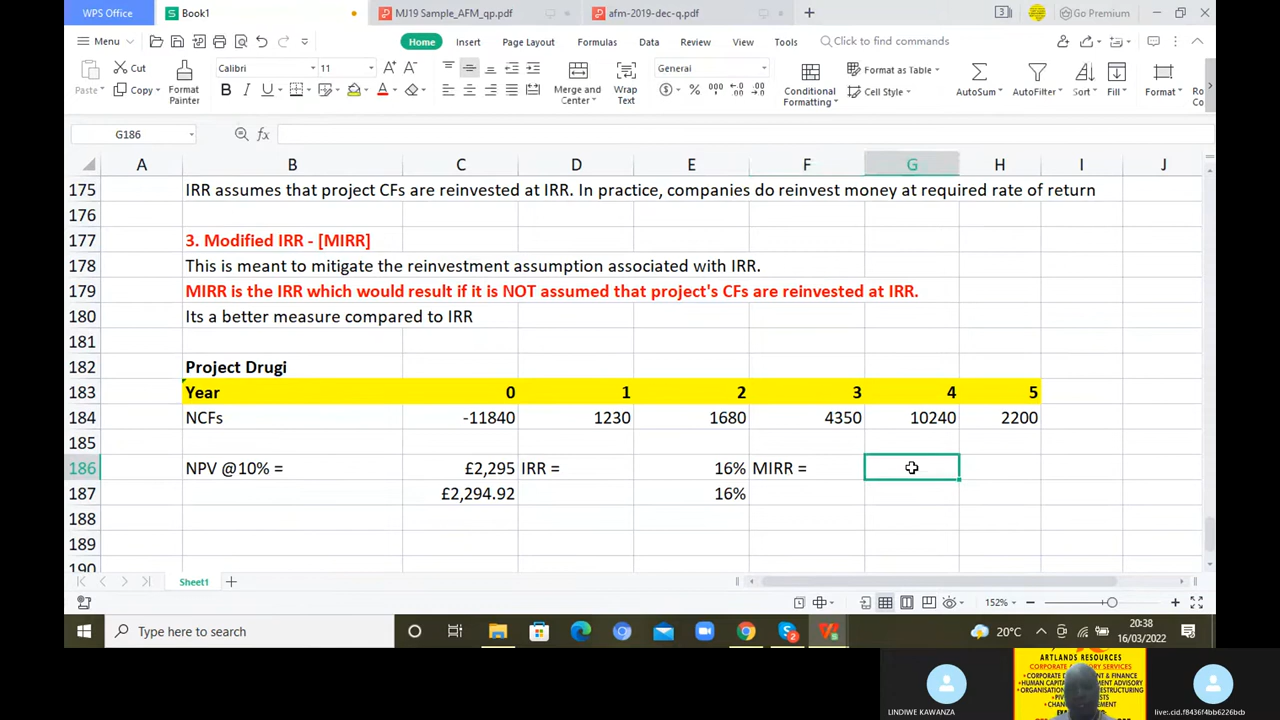 WPS Office
Book1
MJ19 Sample_AFM_qp.pdf
afm-2019-dec-q.pdf
3
Go Premium
Menu
Home
Insert
Page Layout
Formulas
Data
Review
View
Tools
Click to find commands
Cut
Calibri
11
General
Format as Table
Paste
Copy
Format Painter
B I U A
Merge and Center
Wrap Text
Conditional Formatting
Cell Style
AutoSum
AutoFilter
Sort
Fill
Format
G186
fx
A B C D E F G H I J
175 IRR assumes that project CFs are reinvested at IRR. In practice, companies do reinvest money at required rate of return
176
177 3. Modified IRR - [MIRR]
178 This is meant to mitigate the reinvestment assumption associated with IRR.
179 MIRR is the IRR which would result if it is NOT assumed that project's CFs are reinvested at IRR.
180 Its a better measure compared to IRR
181
182 Project Drugi
183 Year 0 1 2 3 4 5
184 NCFs -11840 1230 1680 4350 10240 2200
185
186 NPV @10% = £2,295 IRR = 16% MIRR =
187 £2,294.92 16%
188
189
190
Sheet1
152%
Type here to search
20°C
20:38
16/03/2022
ARTLANDS RESOURCES
LINDIWE KAWANZA
live:.cid.f8436f4bb6226bcb